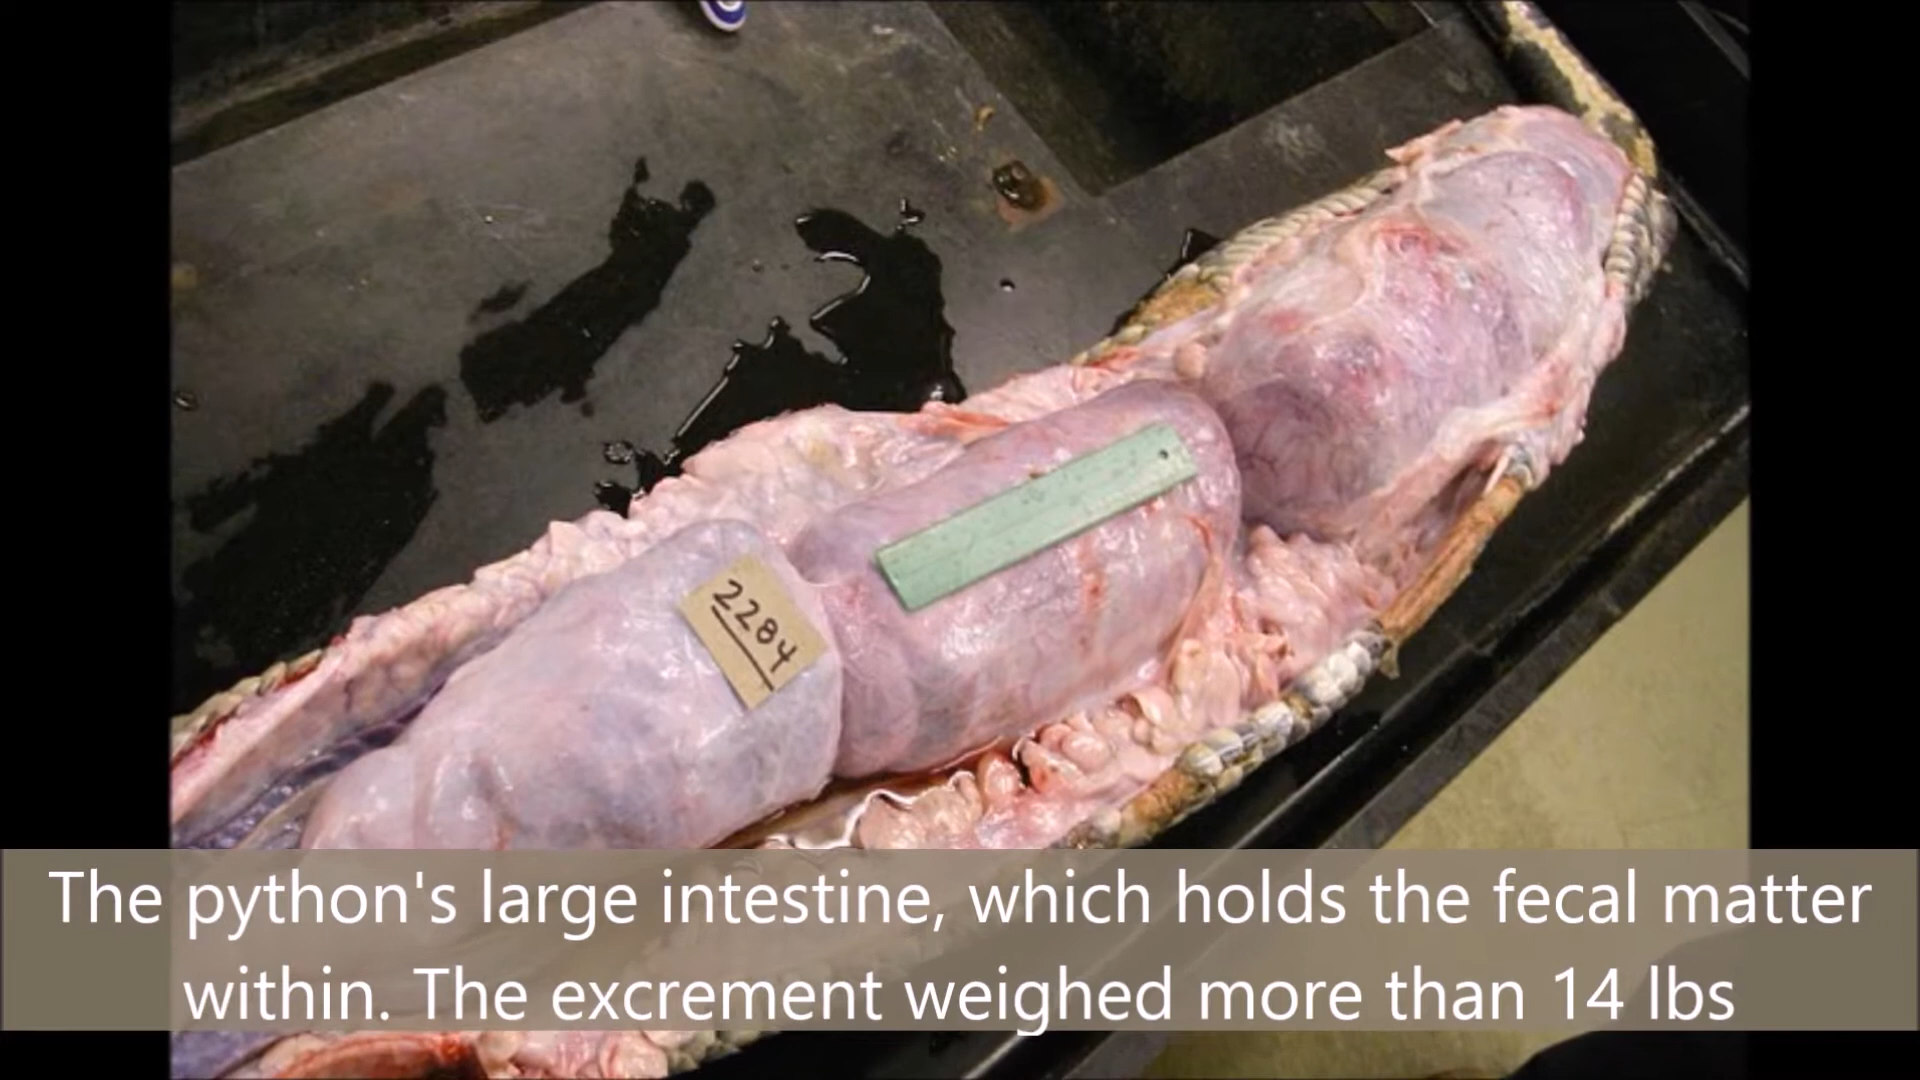 2284
The python's large intestine, which holds the fecal matter
within. The excrement weighed more than 14 lbs